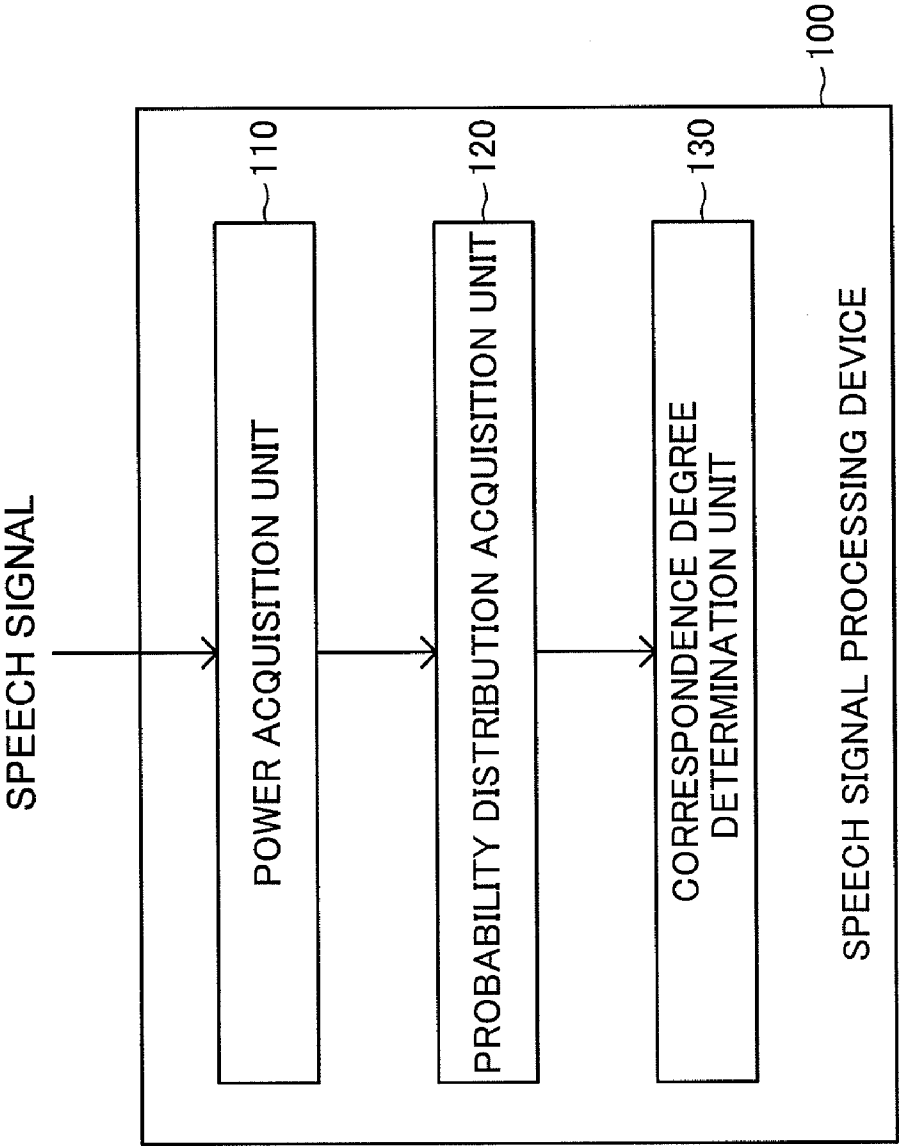 SPEECH SIGNAL
POWER ACQUISITION UNIT
110
PROBABILITY DISTRIBUTION ACQUISITION UNIT
120
CORRESPONDENCE DEGREE
DETERMINATION UNIT
130
SPEECH SIGNAL PROCESSING DEVICE
100